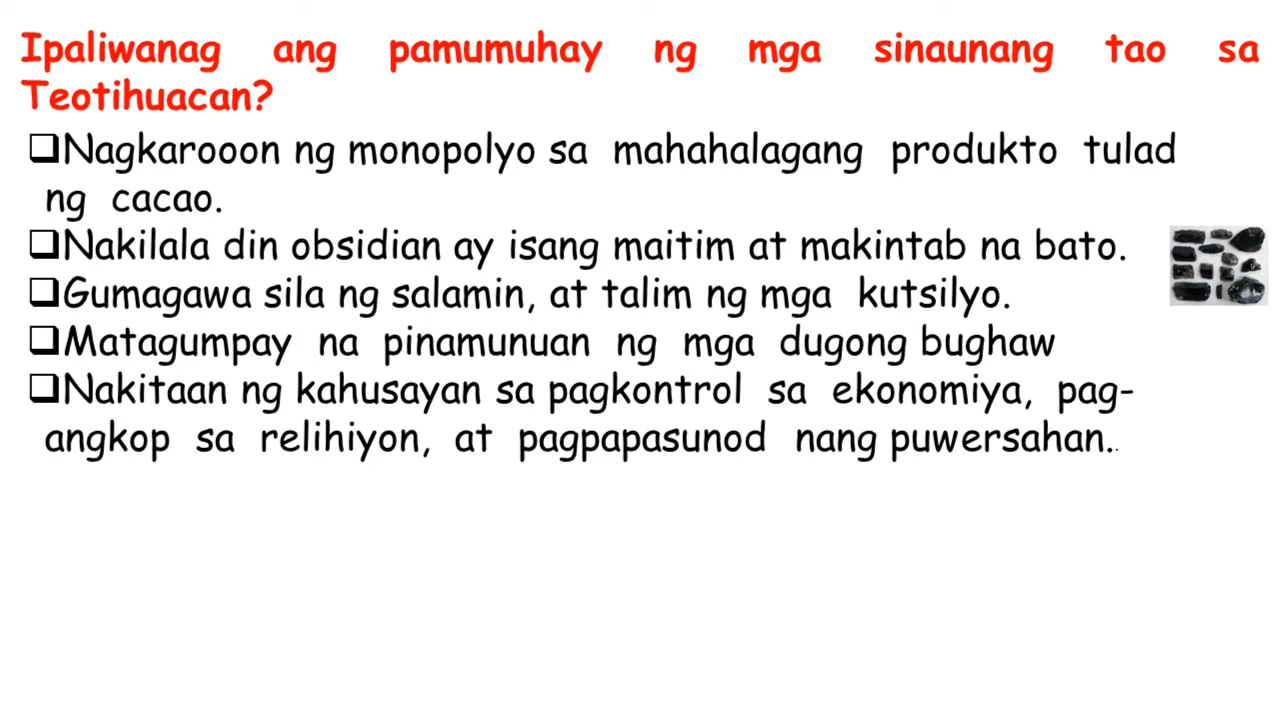 Ipaliwanag ang pamumuhay ng mga sinaunang tao sa
Teotihuacan?
❑Nagkarooon ng monopolyo sa mahahalagang produkto tulad
ng cacao.
❑Nakilala din obsidian ay isang maitim at makintab na bato.
❑Gumagawa sila ng salamin, at talim ng mga kutsilyo.
❑Matagumpay na pinamunuan ng mga dugong bughaw
❑Nakitaan ng kahusayan sa pagkontrol sa ekonomiya, pag-
angkop sa relihiyon, at pagpapasunod nang puwersahan..